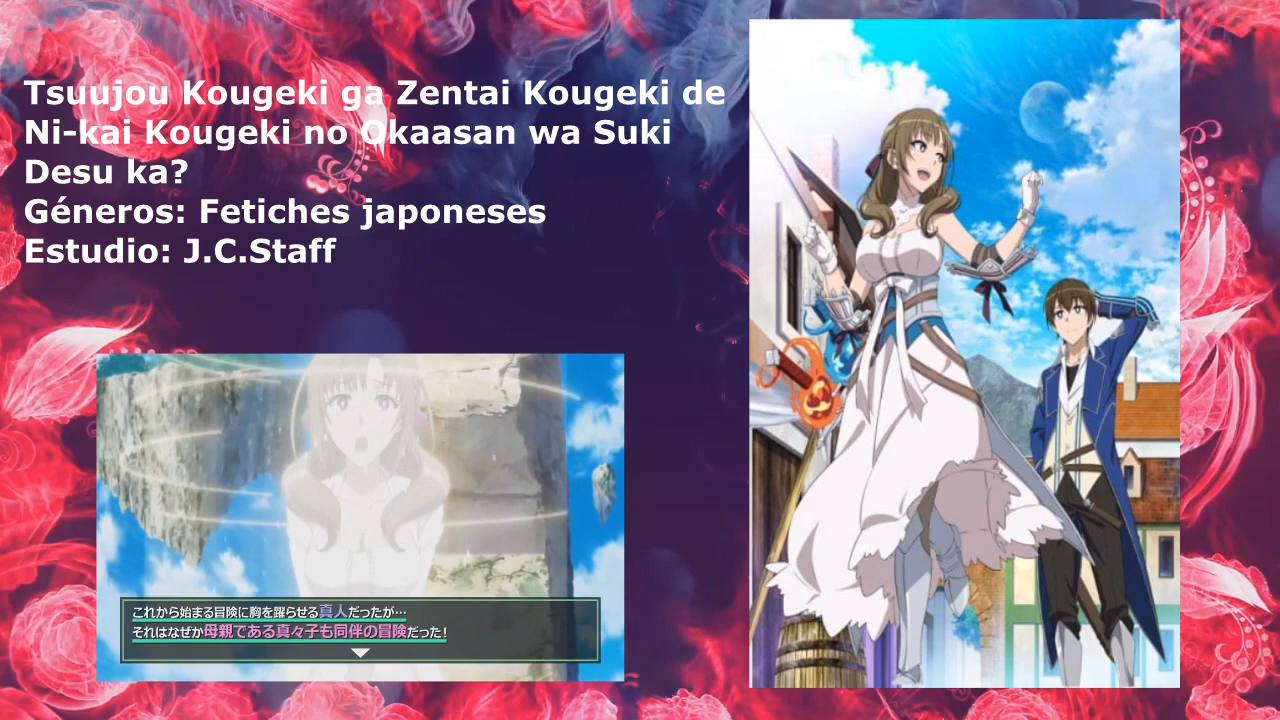 Tsuujou Kougeki ga Zentai Kougeki de
Ni-kai Kougeki no Okaasan wa Suki
Desu ka?
Géneros: Fetiches japoneses
Estudio: J.C.Staff
これから始まる冒険に胸を躍らせる真人だったが…
それはなぜか母親である真々子も同伴の冒険だった!